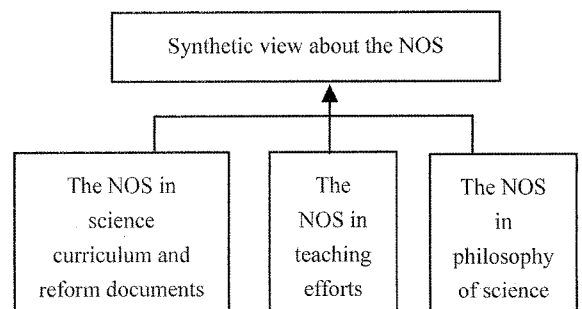 Synthetic view about the NOS
The NOS in
science
curriculum and
reform documents
The
NOS in
teaching
efforts
The NOS
in
philosophy
of science